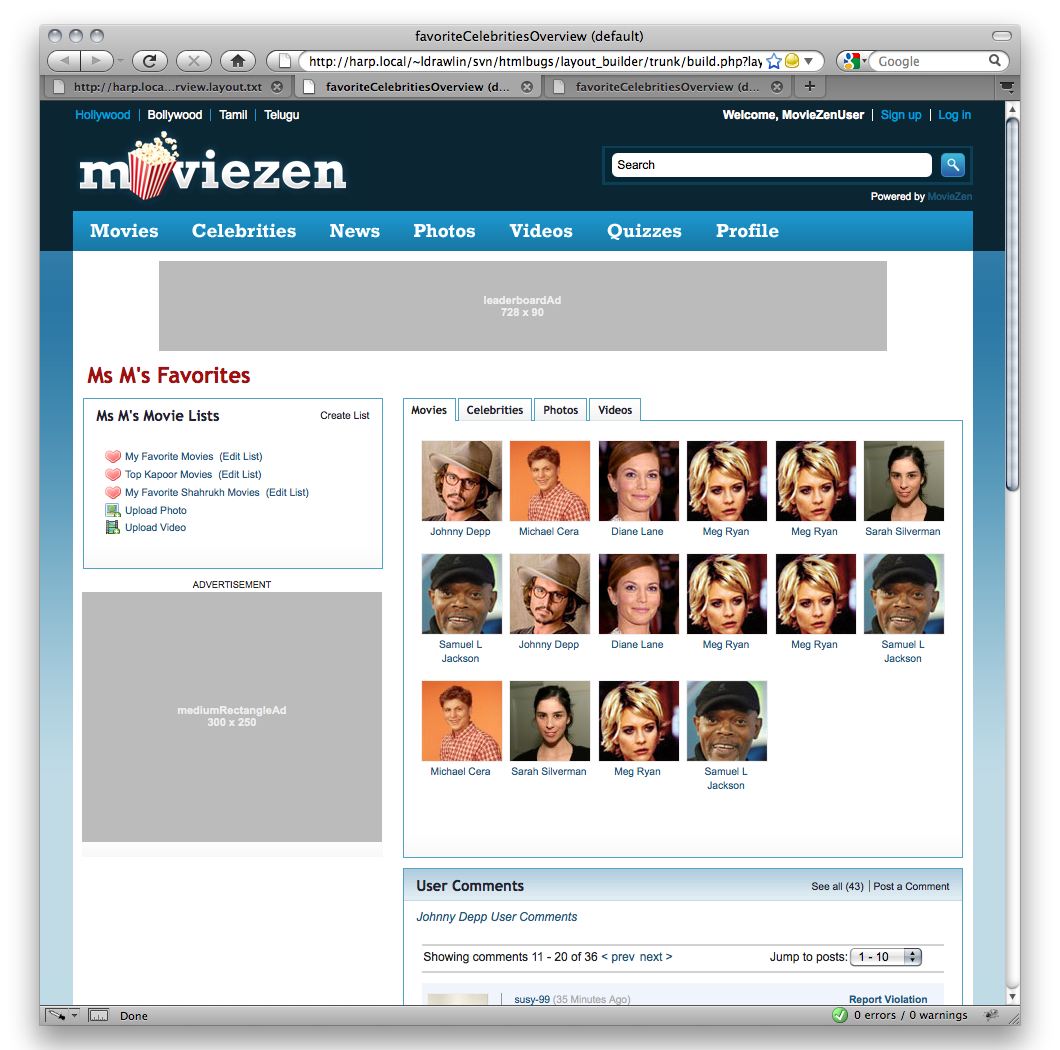 favoriteCelebritiesOverview (default)
http://harp.local/~ldrawlin/svn/htmlbugs/layout_builder/trunk/build.php?lay
Google
http://harp.loca...rview.layout.txt
favoriteCelebritiesOverview (d...
favoriteCelebritiesOverview (d...
Hollywood | Bollywood | Tamil | Telugu
Welcome, MovieZenUser | Sign up | Log In
moviezen
Search
Powered by MovieZen
Movies Celebrities News Photos Videos Quizzes Profile
leaderboardAd
728 x 90
Ms M's Favorites
Ms M's Movie Lists
Create List
My Favorite Movies (Edit List)
Top Kapoor Movies (Edit List)
My Favorite Shahrukh Movies (Edit List)
Upload Photo
Upload Video
ADVERTISEMENT
mediumRectangleAd
300 x 250
Movies Celebrities Photos Videos
Johnny Depp Michael Cera Diane Lane Meg Ryan Meg Ryan Sarah Silverman
Samuel L Johnny Depp Diane Lane Meg Ryan Meg Ryan Samuel L
Jackson Jackson
Michael Cera Sarah Silverman Meg Ryan Samuel L
Jackson
User Comments
See all (43) | Post a Comment
Johnny Depp User Comments
Showing comments 11 - 20 of 36 < prev next >
Jump to posts: 1 - 10
susy-99 (35 Minutes Ago)
Report Violation
Done
0 errors / 0 warnings